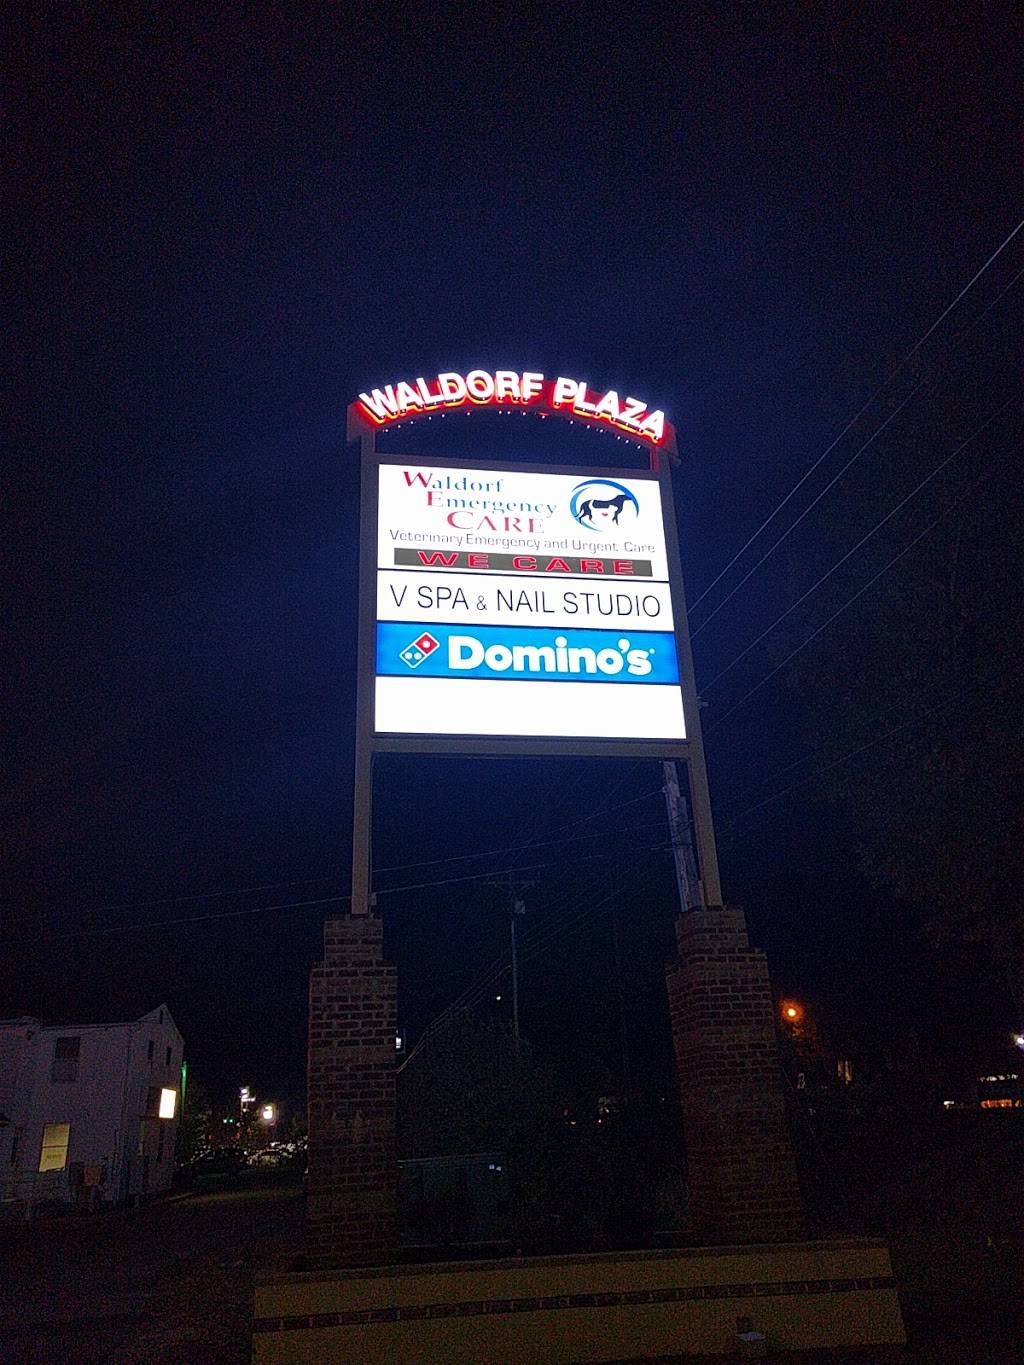 WALDORF PLAZA
Waldorf
Emergency
CARE
Veterinary Emergency and Urgent Care
WE CARE
V SPA & NAIL STUDIO
Domino's